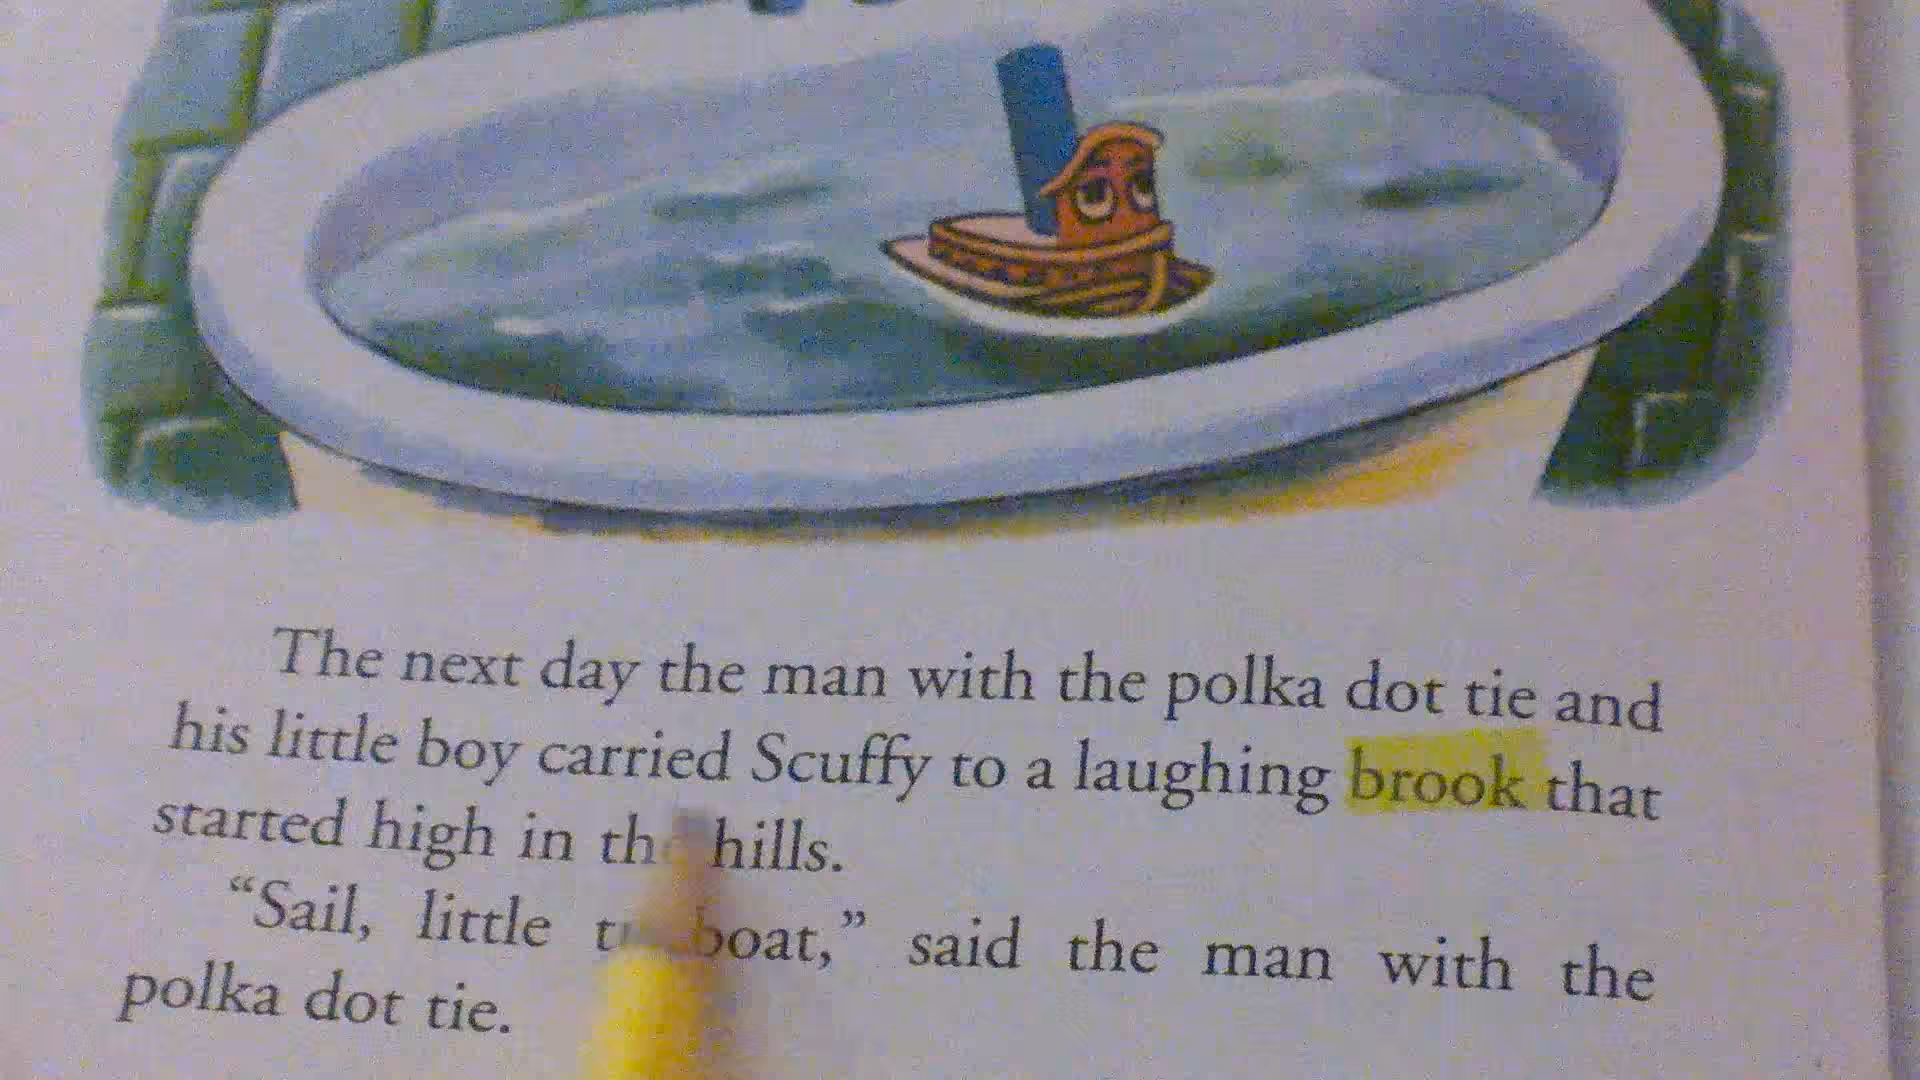 The next day the man with the polka dot tie and
his little boy carried Scuffy to a laughing brook that
started high in the hills.
“Sail, little boat,” said the man with the
polka dot tie.